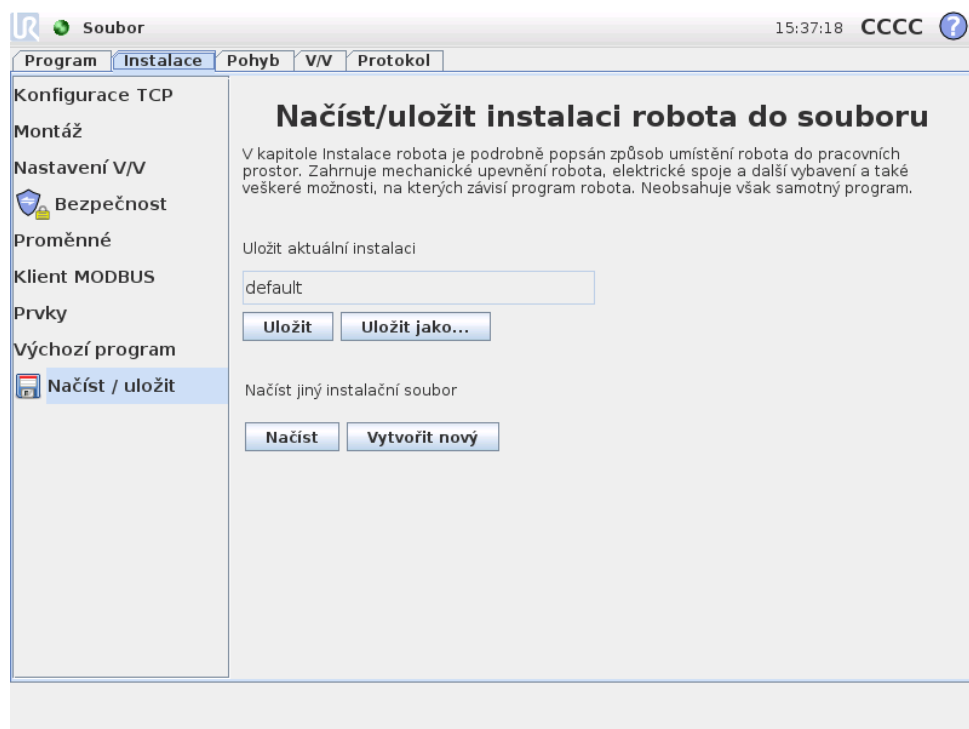 UR Soubor 15:37:18 CCCC ?
Program Instalace Pohyb V/V Protokol
Konfigurace TCP
Montáž
Nastavení V/V
Bezpečnost
Proměnné
Klient MODBUS
Prvky
Výchozí program
Načíst / uložit
Načíst/uložit instalaci robota do souboru
V kapitole Instalace robota je podrobně popsán způsob umístění robota do pracovních
prostor. Zahrnuje mechanické upevnění robota, elektrické spoje a další vybavení a také
veškeré možnosti, na kterých závisí program robota. Neobsahuje však samotný program.
Uložit aktuální instalaci
default
Uložit Uložit jako...
Načíst jiný instalační soubor
Načíst Vytvořit nový